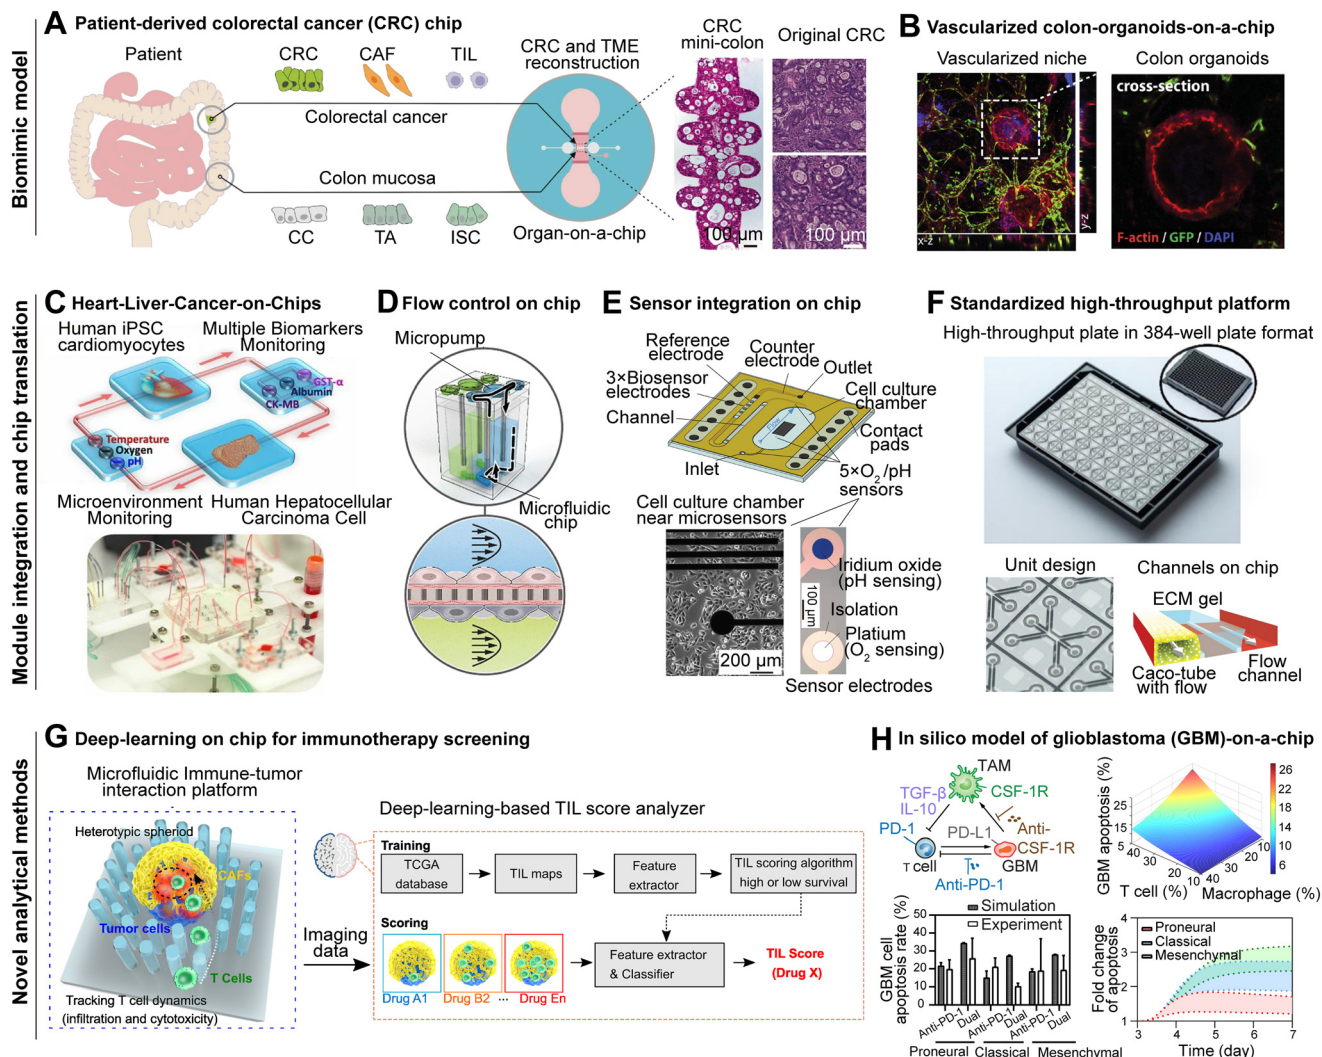 Bionimic model
A Patient-derived colorectal cancer (CRC) chip
Patient
CRC
CAF
TIL
Colorectal cancer
Colon mucosa
CC
TA
ISC
CRC and TME
reconstruction
Organ-on-a-chip
CRC
mini-colon
Original CRC
100 µm
100 µm
B Vascularized colon-organoids-on-a-chip
Vascularized niche
Colon organoids
x-z
y-z
cross-section
F-actin / GFP / DAPI
Module integration and chip translation
C Heart-Liver-Cancer-on-Chips
Human iPSC
cardiomyocytes
Multiple Biomarkers
Monitoring
GST-α
Albumin
CK-MB
Temperature
Oxygen
pH
Microenvironment
Monitoring
Human Hepatocellular
Carcinoma Cell
D Flow control on chip
Micropump
Microfluidic
chip
E Sensor integration on chip
Reference
electrode
Counter
electrode
Outlet
3×Biosensor
electrodes
Cell culture
chamber
Channel
Flow
Contact
pads
Inlet
5×O₂/pH
sensors
Cell culture chamber
near microsensors
200 µm
100 µm
Iridium oxide
(pH sensing)
Isolation
Platium
(O₂ sensing)
Sensor electrodes
F Standardized high-throughput platform
High-throughput plate in 384-well plate format
Unit design
Channels on chip
ECM gel
Caco-tube
with flow
Flow
channel
Novel analytical methods
G Deep-learning on chip for immunotherapy screening
Microfluidic Immune-tumor
interaction platform
Heterotypic spheriod
CAFs
Tumor cells
T Cells
Tracking T cell dynamics
(infiltration and cytotoxicity)
Imaging
data
Deep-learning-based TIL score analyzer
Training
TCGA
database
TIL maps
Feature
extractor
TIL scoring algorithm
high or low survival
Scoring
Drug A1
Drug B2
...
Drug En
Feature extractor
& Classifier
TIL Score
(Drug X)
H In silico model of glioblastoma (GBM)-on-a-chip
TAM
TGF-β
IL-10
CSF-1R
PD-1
PD-L1
Anti-
CSF-1R
T cell
GBM
Anti-PD-1
GBM apoptosis (%)
25
20
15
10
5
40
30
20
10
T cell (%)
40
30
20
10
Macrophage (%)
26
22
18
14
10
6
GBM cell
apoptosis rate (%)
50
40
30
20
10
0
Simulation
Experiment
Anti-PD-1
Dual
Anti-PD-1
Dual
Anti-PD-1
Dual
Proneural
Classical
Mesenchymal
Fold change
of apoptosis
4
3
2
1
Proneural
Classical
Mesenchymal
3
4
5
6
7
Time (day)